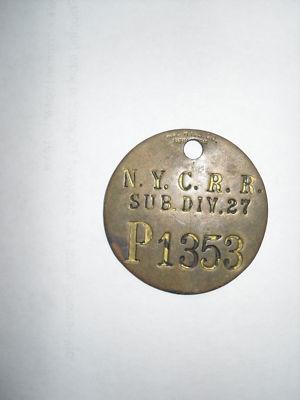 N. Y. C. R. R.
SUB. DIV. 27
P1353